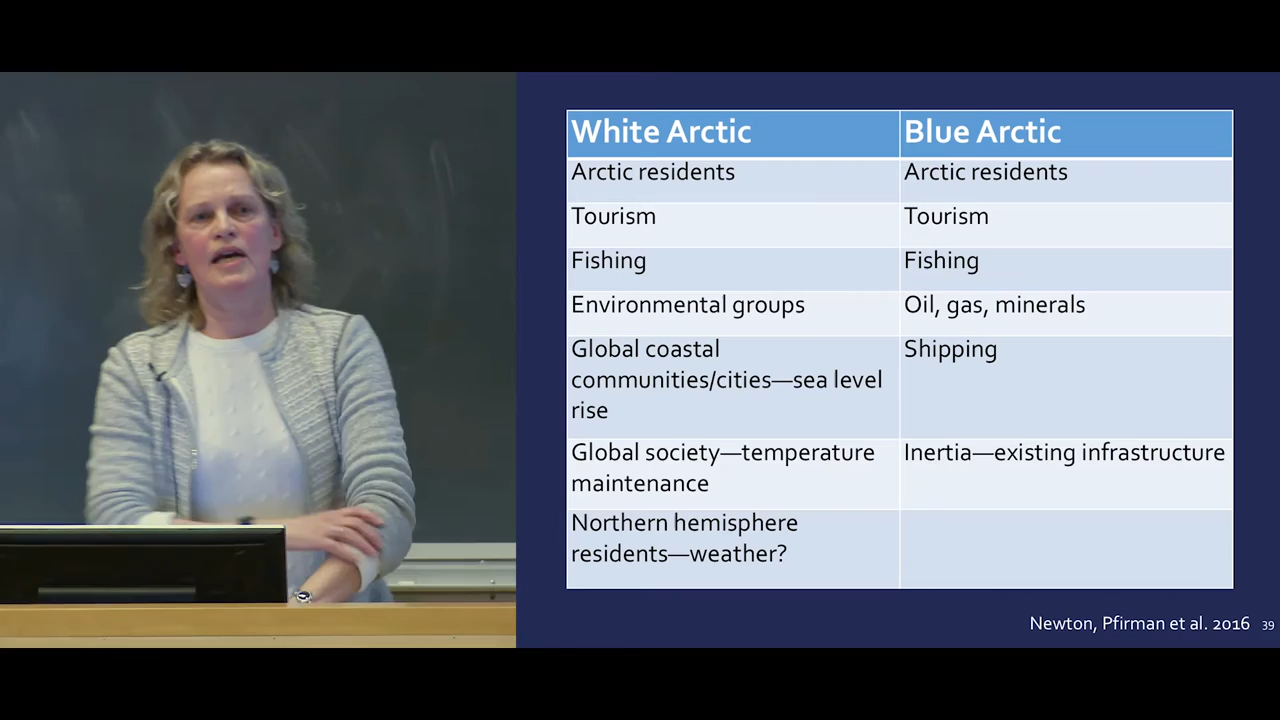 White Arctic
Blue Arctic
Arctic residents
Arctic residents
Tourism
Tourism
Fishing
Fishing
Environmental groups
Oil, gas, minerals
Global coastal
communities/cities—sea level
rise
Shipping
Global society—temperature
maintenance
Inertia—existing infrastructure
Northern hemisphere
residents—weather?
Newton, Pfirman et al. 2016
39